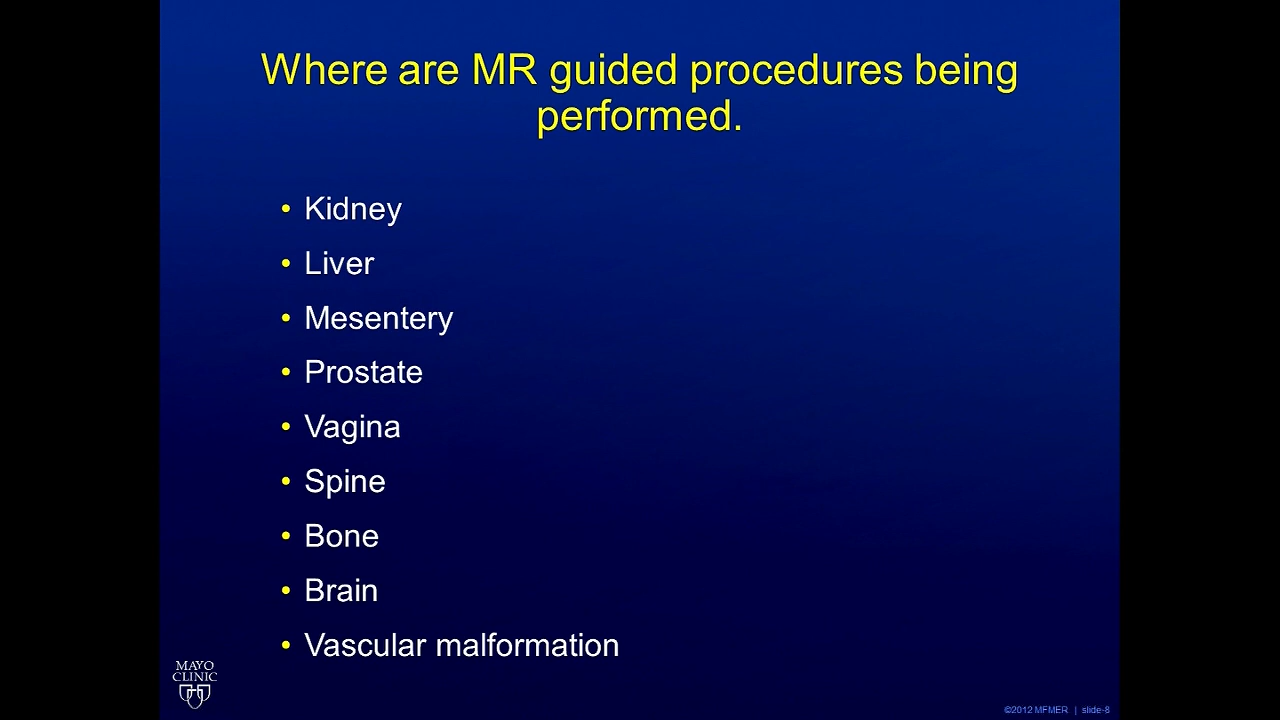 Where are MR guided procedures being
performed.
• Kidney
• Liver
• Mesentery
• Prostate
• Vagina
• Spine
• Bone
• Brain
• Vascular malformation
MAYO
CLINIC
©2012 MFMER | slide-8